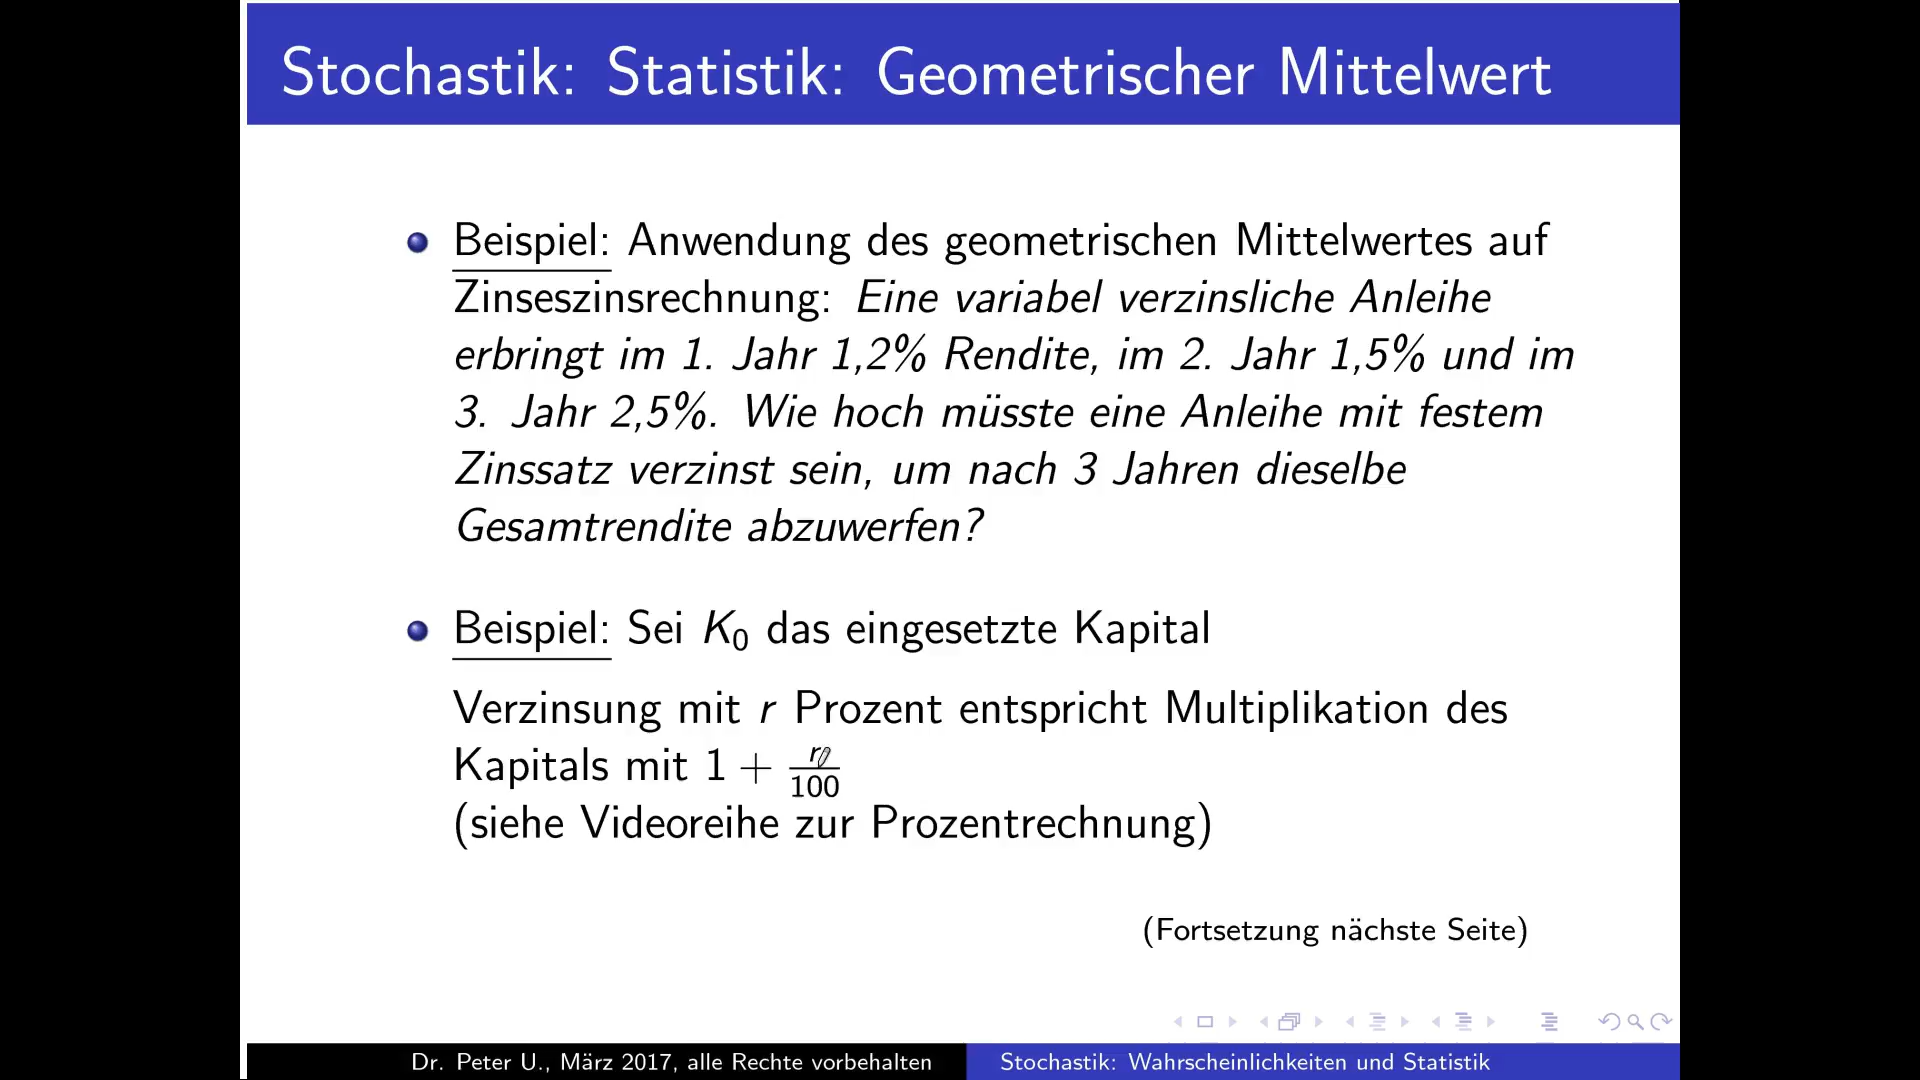 Stochastik: Statistik: Geometrischer Mittelwert
Beispiel: Anwendung des geometrischen Mittelwertes auf
Zinseszinsrechnung: Eine variabel verzinsliche Anleihe
erbringt im 1. Jahr 1,2% Rendite, im 2. Jahr 1,5% und im
3. Jahr 2,5%. Wie hoch müsste eine Anleihe mit festem
Zinssatz verzinst sein, um nach 3 Jahren dieselbe
Gesamtrendite abzuwerfen?
Beispiel: Sei K₀ das eingesetzte Kapital
Verzinsung mit r Prozent entspricht Multiplikation des
Kapitals mit 1 + r/100
(siehe Videoreihe zur Prozentrechnung)
(Fortsetzung nächste Seite)
Dr. Peter U., März 2017, alle Rechte vorbehalten
Stochastik: Wahrscheinlichkeiten und Statistik